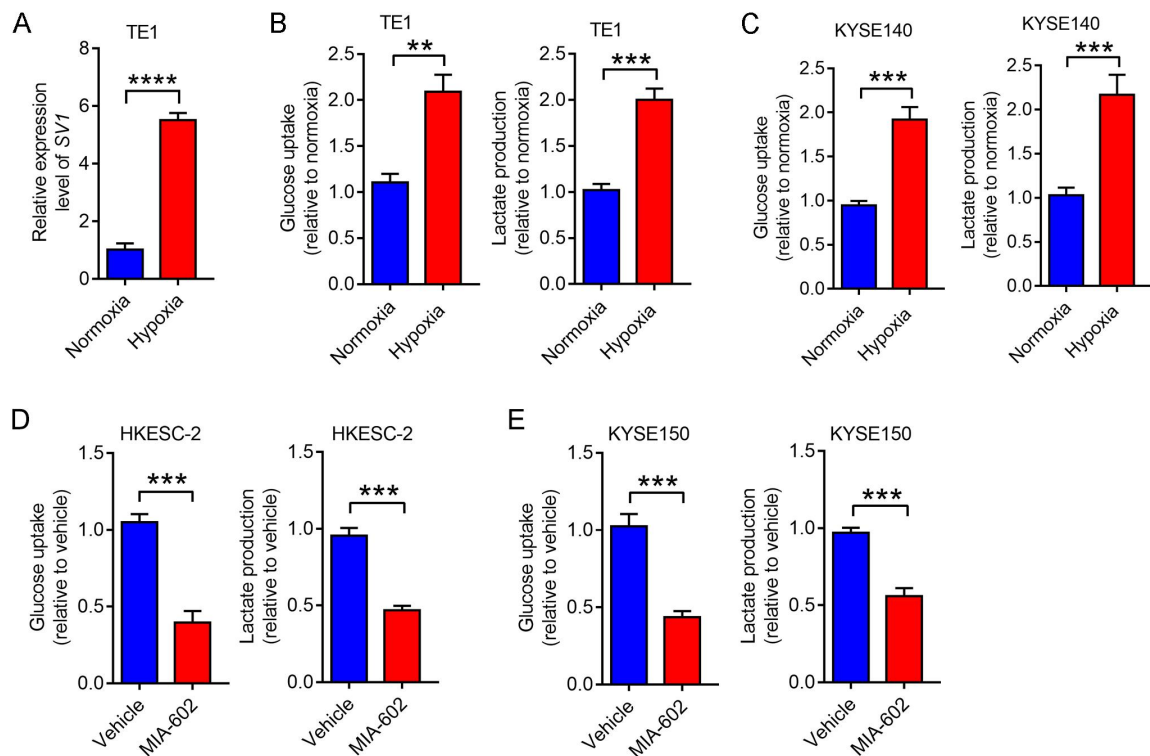 A
TE1
Relative expression
level of SV1
8
6
4
2
0
****
Normoxia
Hypoxia
B
TE1
Glucose uptake
(relative to normoxia)
2.5
2.0
1.5
1.0
0.5
0.0
**
Normoxia
Hypoxia
TE1
Lactate production
(relative to normoxia)
2.5
2.0
1.5
1.0
0.5
0.0
***
Normoxia
Hypoxia
C
KYSE140
Glucose uptake
(relative to normoxia)
2.5
2.0
1.5
1.0
0.5
0.0
***
Normoxia
Hypoxia
KYSE140
Lactate production
(relative to normoxia)
2.5
2.0
1.5
1.0
0.5
0.0
***
Normoxia
Hypoxia
D
HKESC-2
Glucose uptake
(relative to vehicle)
1.5
1.0
0.5
0.0
***
Vehicle
MIA-602
HKESC-2
Lactate production
(relative to vehicle)
1.5
1.0
0.5
0.0
***
Vehicle
MIA-602
E
KYSE150
Glucose uptake
(relative to vehicle)
1.5
1.0
0.5
0.0
***
Vehicle
MIA-602
KYSE150
Lactate production
(relative to vehicle)
1.5
1.0
0.5
0.0
***
Vehicle
MIA-602